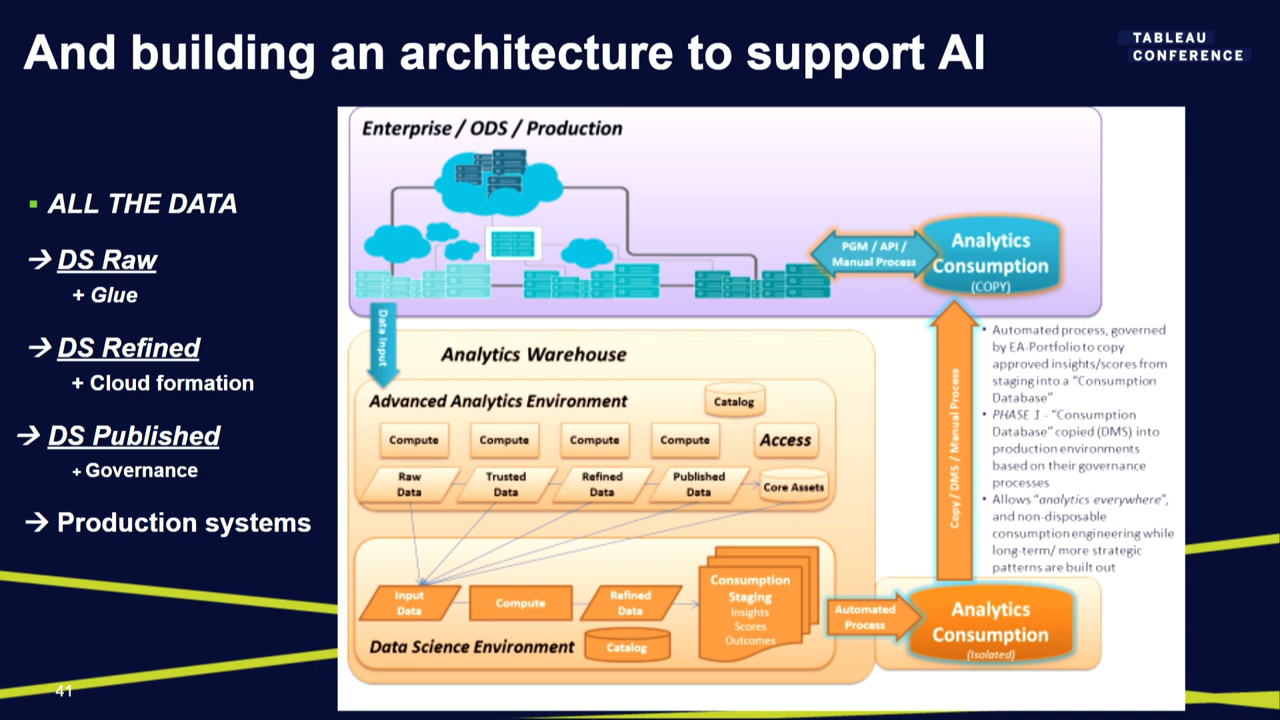 And building an architecture to support AI
TABLEAU
CONFERENCE
▪ ALL THE DATA
→ DS Raw
+ Glue
→ DS Refined
+ Cloud formation
→ DS Published
+ Governance
→ Production systems
41
Enterprise / ODS / Production
PGM / API /
Manual Process
Analytics
Consumption
(COPY)
Data Input
Analytics Warehouse
Advanced Analytics Environment
Catalog
Compute
Compute
Compute
Compute
Access
Raw
Data
Trusted
Data
Refined
Data
Published
Data
Core Assets
Input
Data
Compute
Refined
Data
Consumption
Staging
Insights
Scores
Outcomes
Data Science Environment
Catalog
Automated
Process
Analytics
Consumption
(Isolated)
Copy / DMS / Manual Process
• Automated process, governed
by EA-Portfolio to copy
approved insights/scores from
staging into a “Consumption
Database”
• PHASE 1 - “Consumption
Database” copied (DMS) into
production environments
based on their governance
processes
• Allows “analytics everywhere”,
and non-disposable
consumption engineering while
long-term/ more strategic
patterns are built out